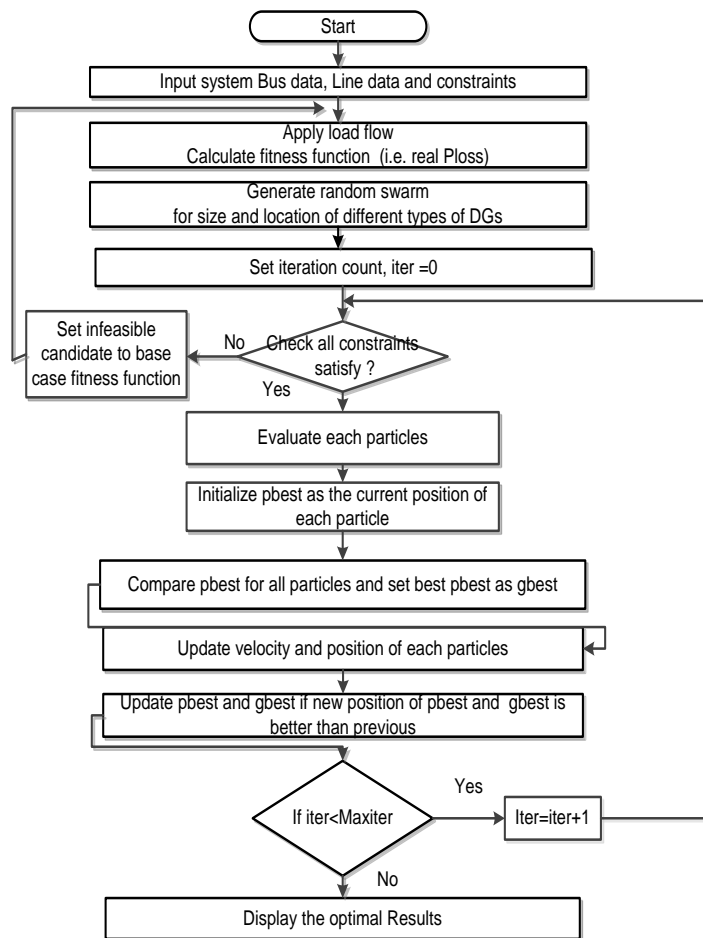 Start
Input system Bus data, Line data and constraints
Apply load flow
Calculate fitness function (i.e. real Ploss)
Generate random swarm
for size and location of different types of DGs
Set iteration count, iter =0
Set infeasible
candidate to base
case fitness function
No
Check all constraints
satisfy ?
Yes
Evaluate each particles
Initialize pbest as the current position of
each particle
Compare pbest for all particles and set best pbest as gbest
Update velocity and position of each particles
Update pbest and gbest if new position of pbest and gbest is
better than previous
If iter<Maxiter
Yes
Iter=iter+1
No
Display the optimal Results